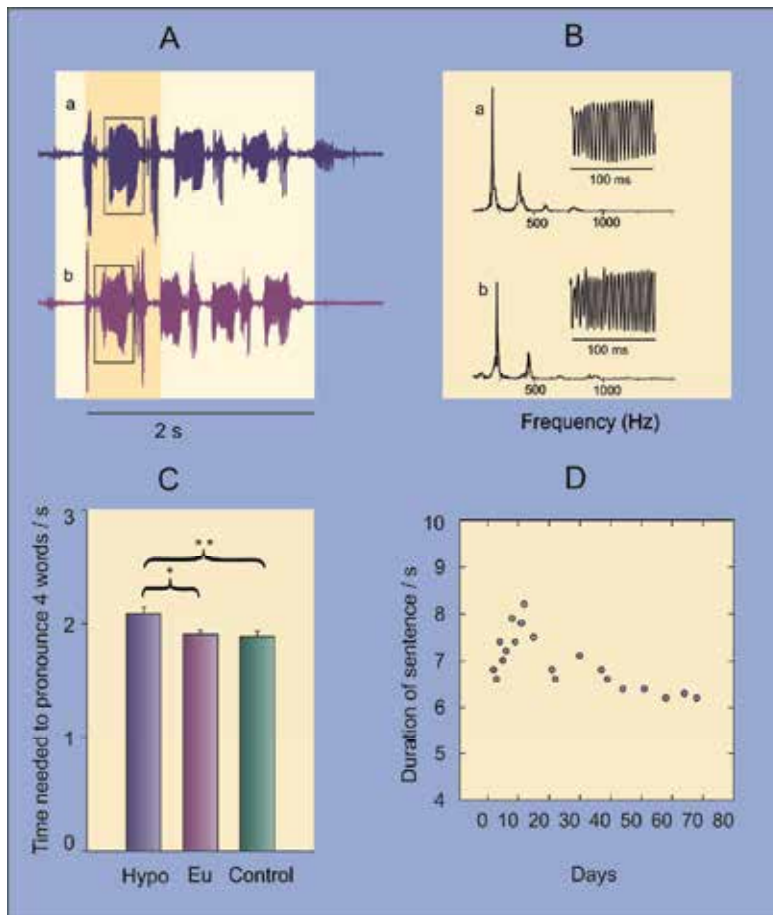 A
a
b
2 s
B
a
100 ms
500 1000
b
100 ms
500 1000
Frequency (Hz)
C
Time needed to pronounce 4 words / s
3
* *
*
2
1
0
Hypo Eu Control
D
Duration of sentence / s
10
9
8
7
6
5
4
0 10 20 30 40 50 60 70 80
Days